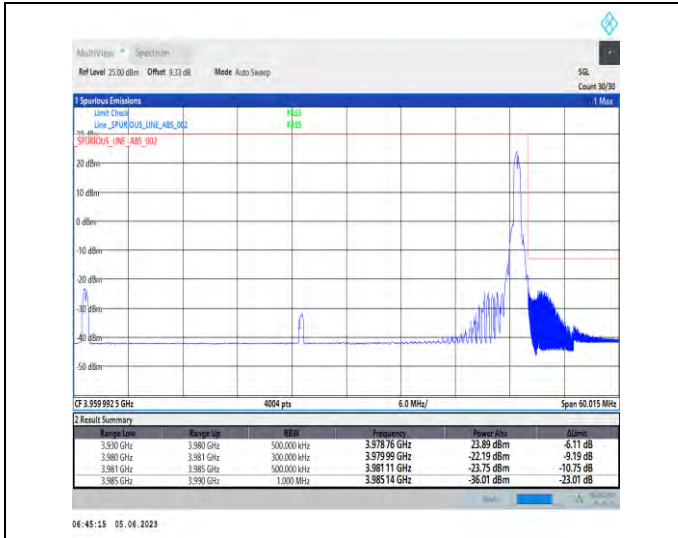 MultiView Spectrum
Ref Level 25.00 dBm Offset 9.33 dB Mode Auto Sweep SGL
Count 30/30
1 Spurious Emissions 1 Max
Limit Check PASS
Line _SPURIOUS_LINE_ABS_002 PASS
30 dBm
_SPURIOUS_LINE_ABS_002
20 dBm
10 dBm
0 dBm
-10 dBm
-20 dBm
-30 dBm
-40 dBm
-50 dBm
CF 3.959 992 5 GHz 4004 pts 6.0 MHz/ Span 60.015 MHz
2 Result Summary
Range Low Range Up RBW Frequency Power Abs ΔLimit
3.930 GHz 3.980 GHz 500.000 kHz 3.978 76 GHz 23.89 dBm -6.11 dB
3.980 GHz 3.981 GHz 300.000 kHz 3.979 99 GHz -22.19 dBm -9.19 dB
3.981 GHz 3.985 GHz 500.000 kHz 3.981 11 GHz -23.75 dBm -10.75 dB
3.985 GHz 3.990 GHz 1.000 MHz 3.985 14 GHz -36.01 dBm -23.01 dB
06:45:15 05.06.2023